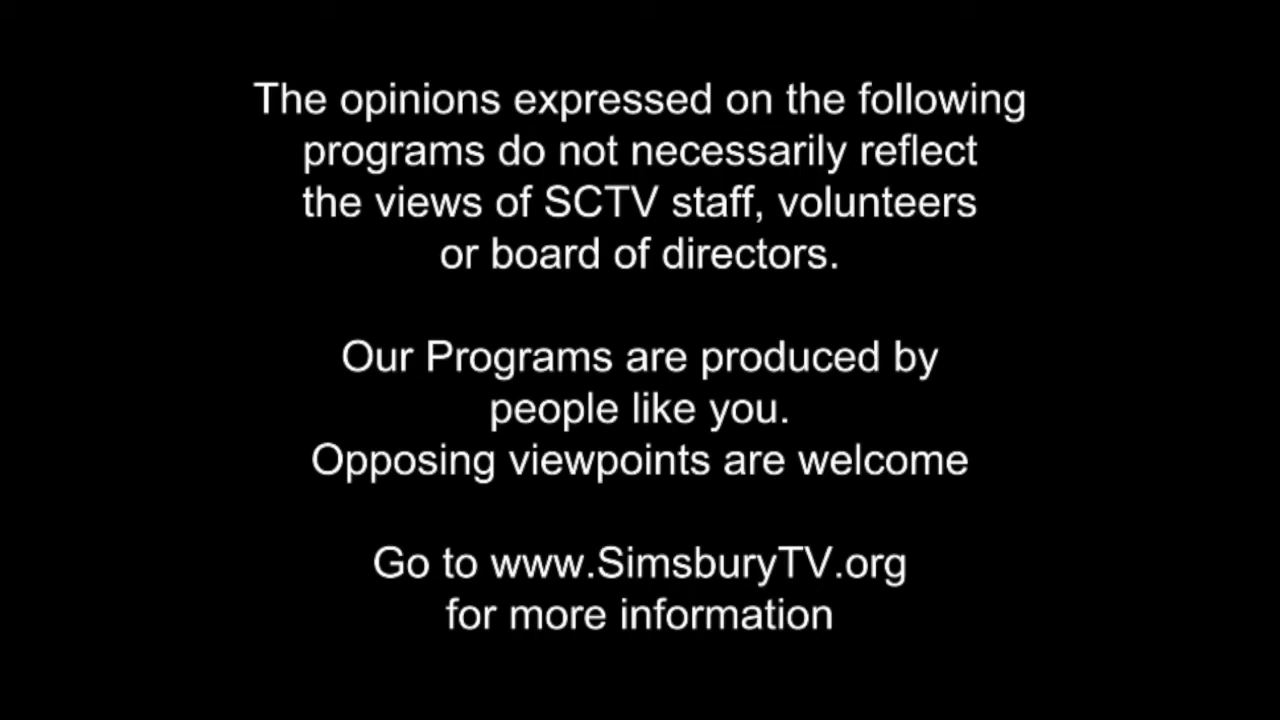 The opinions expressed on the following
programs do not necessarily reflect
the views of SCTV staff, volunteers
or board of directors.
Our Programs are produced by
people like you.
Opposing viewpoints are welcome
Go to www.SimsburyTV.org
for more information